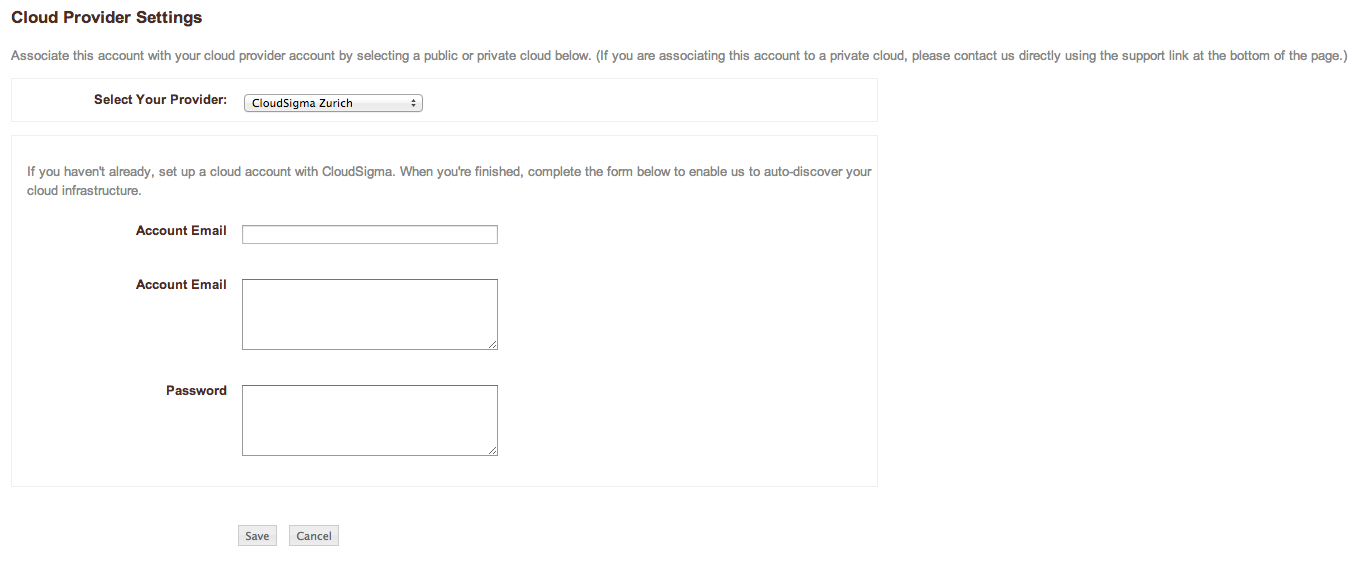 Cloud Provider Settings
Associate this account with your cloud provider account by selecting a public or private cloud below. (If you are associating this account to a private cloud, please contact us directly using the support link at the bottom of the page.)
Select Your Provider: CloudSigma Zurich
If you haven't already, set up a cloud account with CloudSigma. When you're finished, complete the form below to enable us to auto-discover your
cloud infrastructure.
Account Email
Account Email
Password
Save Cancel